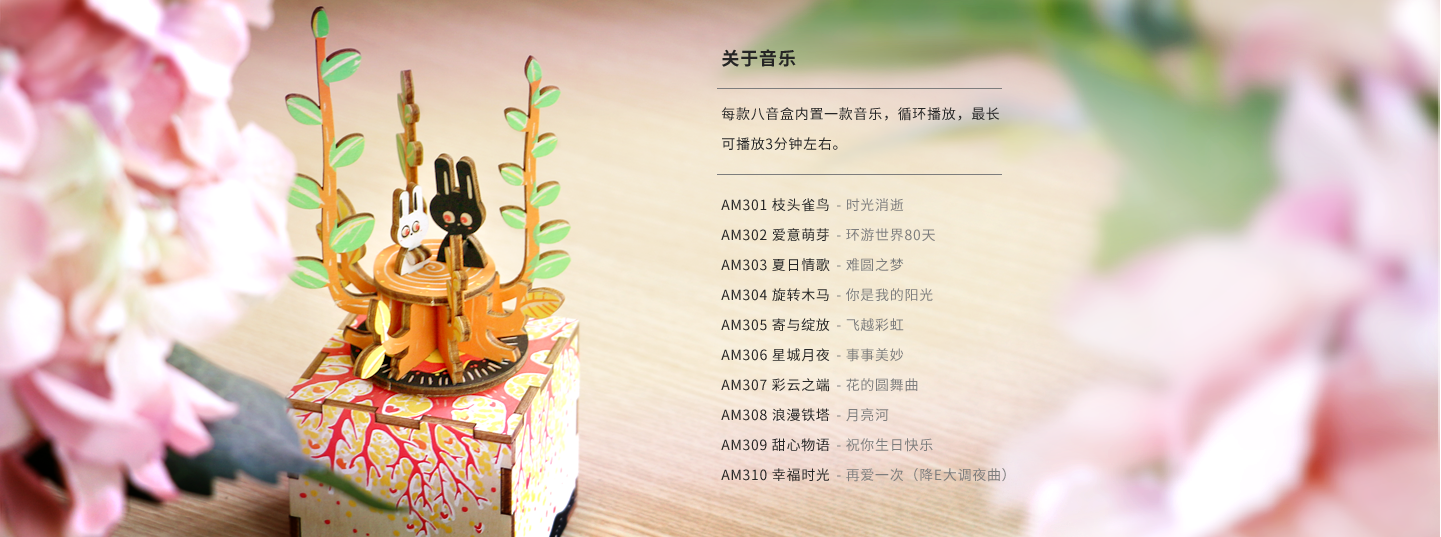 关于音乐
每款八音盒内置一款音乐，循环播放，最长
可播放3分钟左右。
AM301 枝头雀鸟 - 时光消逝
AM302 爱意萌芽 - 环游世界80天
AM303 夏日情歌 - 难圆之梦
AM304 旋转木马 - 你是我的阳光
AM305 寄与绽放 - 飞越彩虹
AM306 星城月夜 - 事事美妙
AM307 彩云之端 - 花的圆舞曲
AM308 浪漫铁塔 - 月亮河
AM309 甜心物语 - 祝你生日快乐
AM310 幸福时光 - 再爱一次（降E大调夜曲）